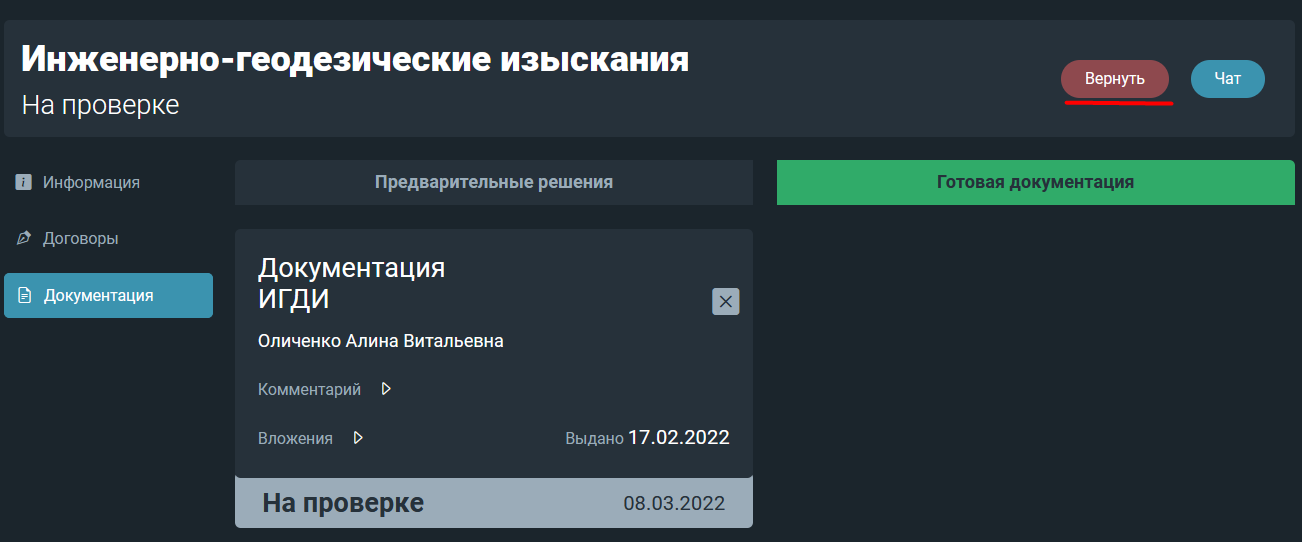 Инженерно-геодезические изыскания
На проверке
Вернуть
Чат
Информация
Договоры
Документация
Предварительные решения
Готовая документация
Документация
ИГДИ
Оличенко Алина Витальевна
Комментарий
Вложения
Выдано 17.02.2022
На проверке
08.03.2022